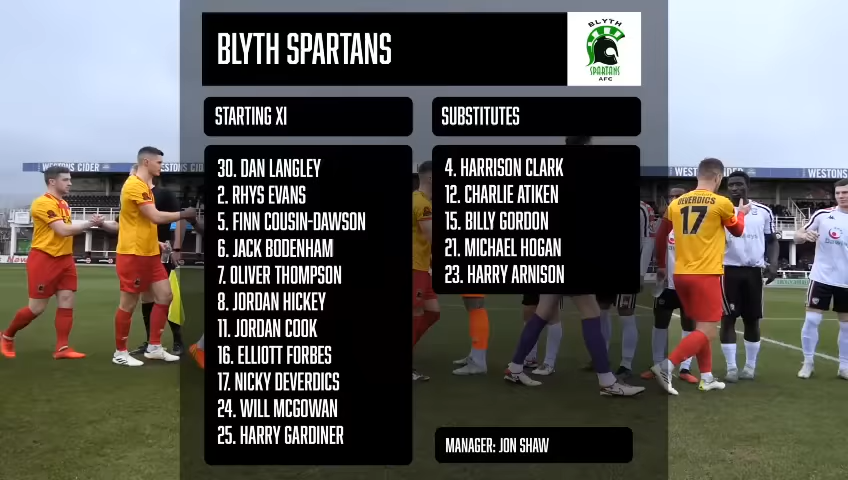 BLYTH SPARTANS
BLYTH
SPARTANS
AFC
STARTING XI
30. DAN LANGLEY
2. RHYS EVANS
5. FINN COUSIN-DAWSON
6. JACK BODENHAM
7. OLIVER THOMPSON
8. JORDAN HICKEY
11. JORDAN COOK
16. ELLIOTT FORBES
17. NICKY DEVERDICS
24. WILL MCGOWAN
25. HARRY GARDINER
SUBSTITUTES
4. HARRISON CLARK
12. CHARLIE ATIKEN
15. BILLY GORDON
21. MICHAEL HOGAN
23. HARRY ARNISON
MANAGER: JON SHAW
WESTONS CIDER
WESTONS CIDER
WEST
WESTONS
DEVERDICS
17